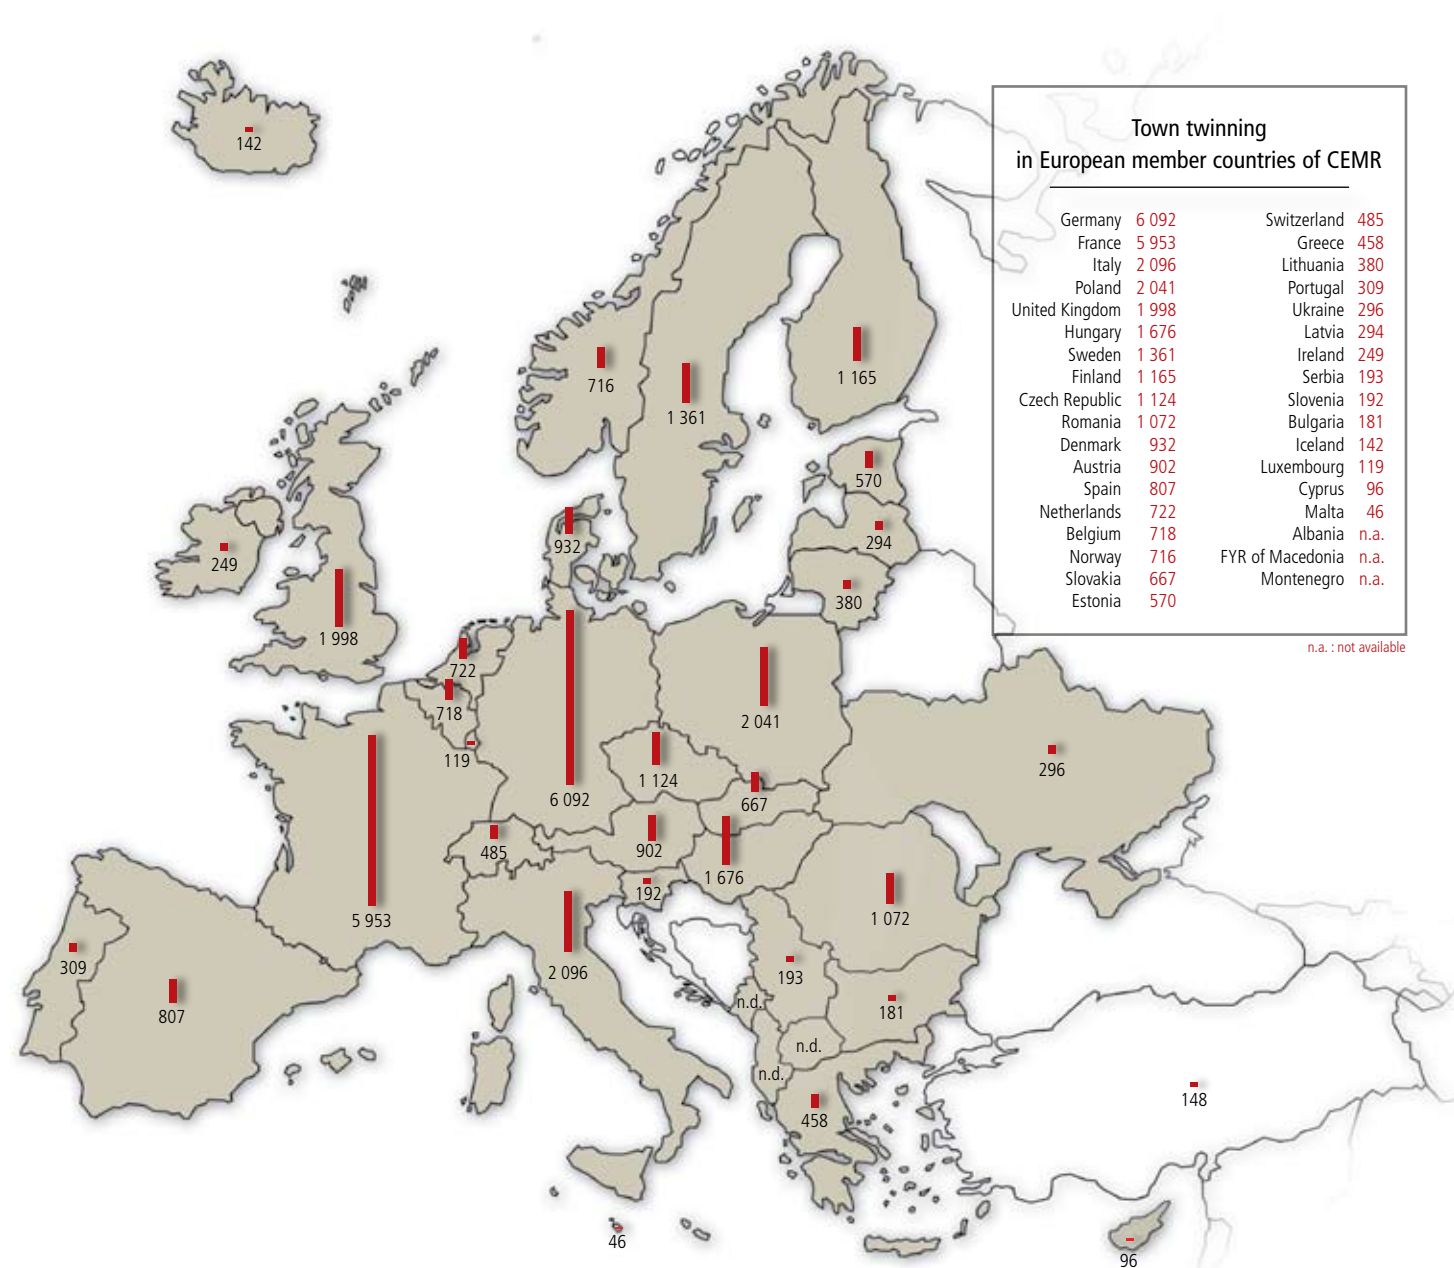 Town twinning
in European member countries of CEMR
Germany 6 092
France 5 953
Italy 2 096
Poland 2 041
United Kingdom 1 998
Hungary 1 676
Sweden 1 361
Finland 1 165
Czech Republic 1 124
Romania 1 072
Denmark 932
Austria 902
Spain 807
Netherlands 722
Belgium 718
Norway 716
Slovakia 667
Estonia 570
Switzerland 485
Greece 458
Lithuania 380
Portugal 309
Ukraine 296
Latvia 294
Ireland 249
Serbia 193
Slovenia 192
Bulgaria 181
Iceland 142
Luxembourg 119
Cyprus 96
Malta 46
Albania n.a.
FYR of Macedonia n.a.
Montenegro n.a.
n.a. : not available
142
716
1 361
1 165
570
932
294
249
380
1 998
722
718
119
2 041
296
1 124
6 092
667
485
902
1 676
192
5 953
1 072
309
2 096
193
807
n.d.
181
n.d.
n.d.
148
458
46
96